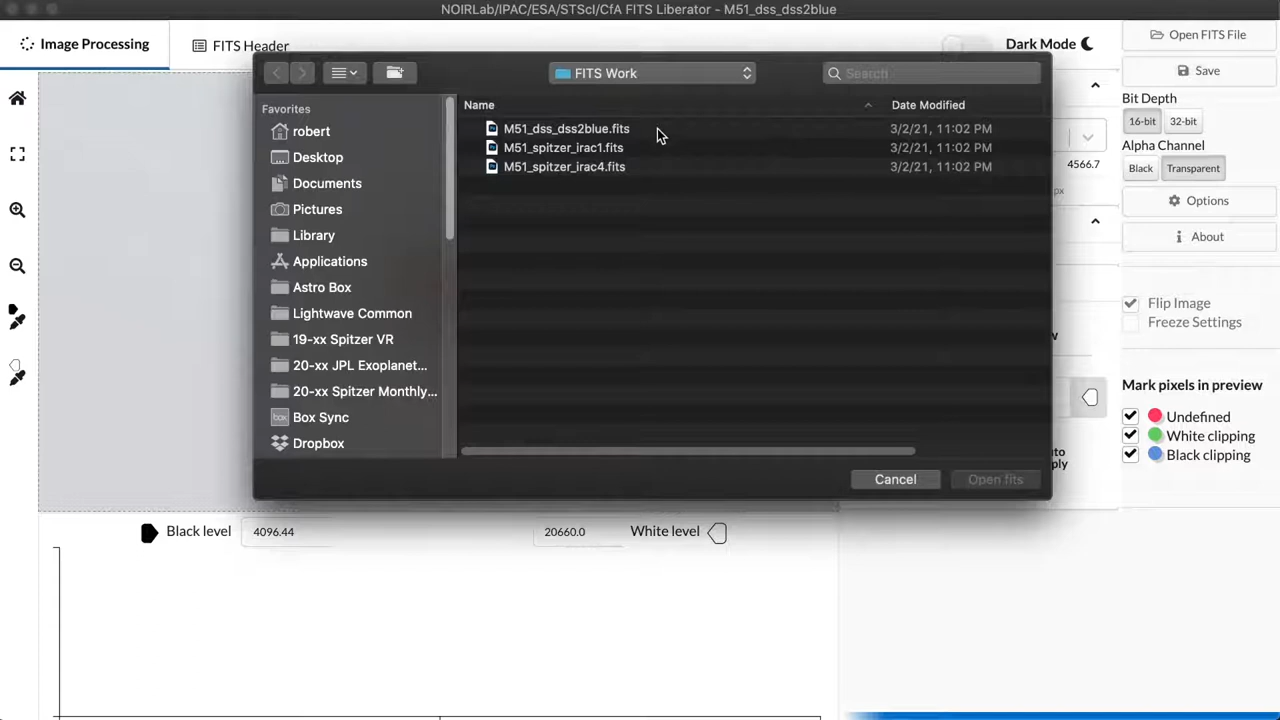 NOIRLab/IPAC/ESA/STScI/CfA FITS Liberator - M51_dss_dss2blue
Image Processing
FITS Header
Dark Mode
Open FITS File
Save
Bit Depth
16-bit
32-bit
Alpha Channel
Black
Transparent
Options
About
Flip Image
Freeze Settings
Mark pixels in preview
Undefined
White clipping
Black clipping
FITS Work
Search
Favorites
robert
Desktop
Documents
Pictures
Library
Applications
Astro Box
Lightwave Common
19-xx Spitzer VR
20-xx JPL Exoplanet...
20-xx Spitzer Monthly...
box
Box Sync
Dropbox
Name
Date Modified
M51_dss_dss2blue.fits
3/2/21, 11:02 PM
M51_spitzer_irac1.fits
3/2/21, 11:02 PM
M51_spitzer_irac4.fits
3/2/21, 11:02 PM
Cancel
Open fits
4566.7
px
Black level
4096.44
20660.0
White level